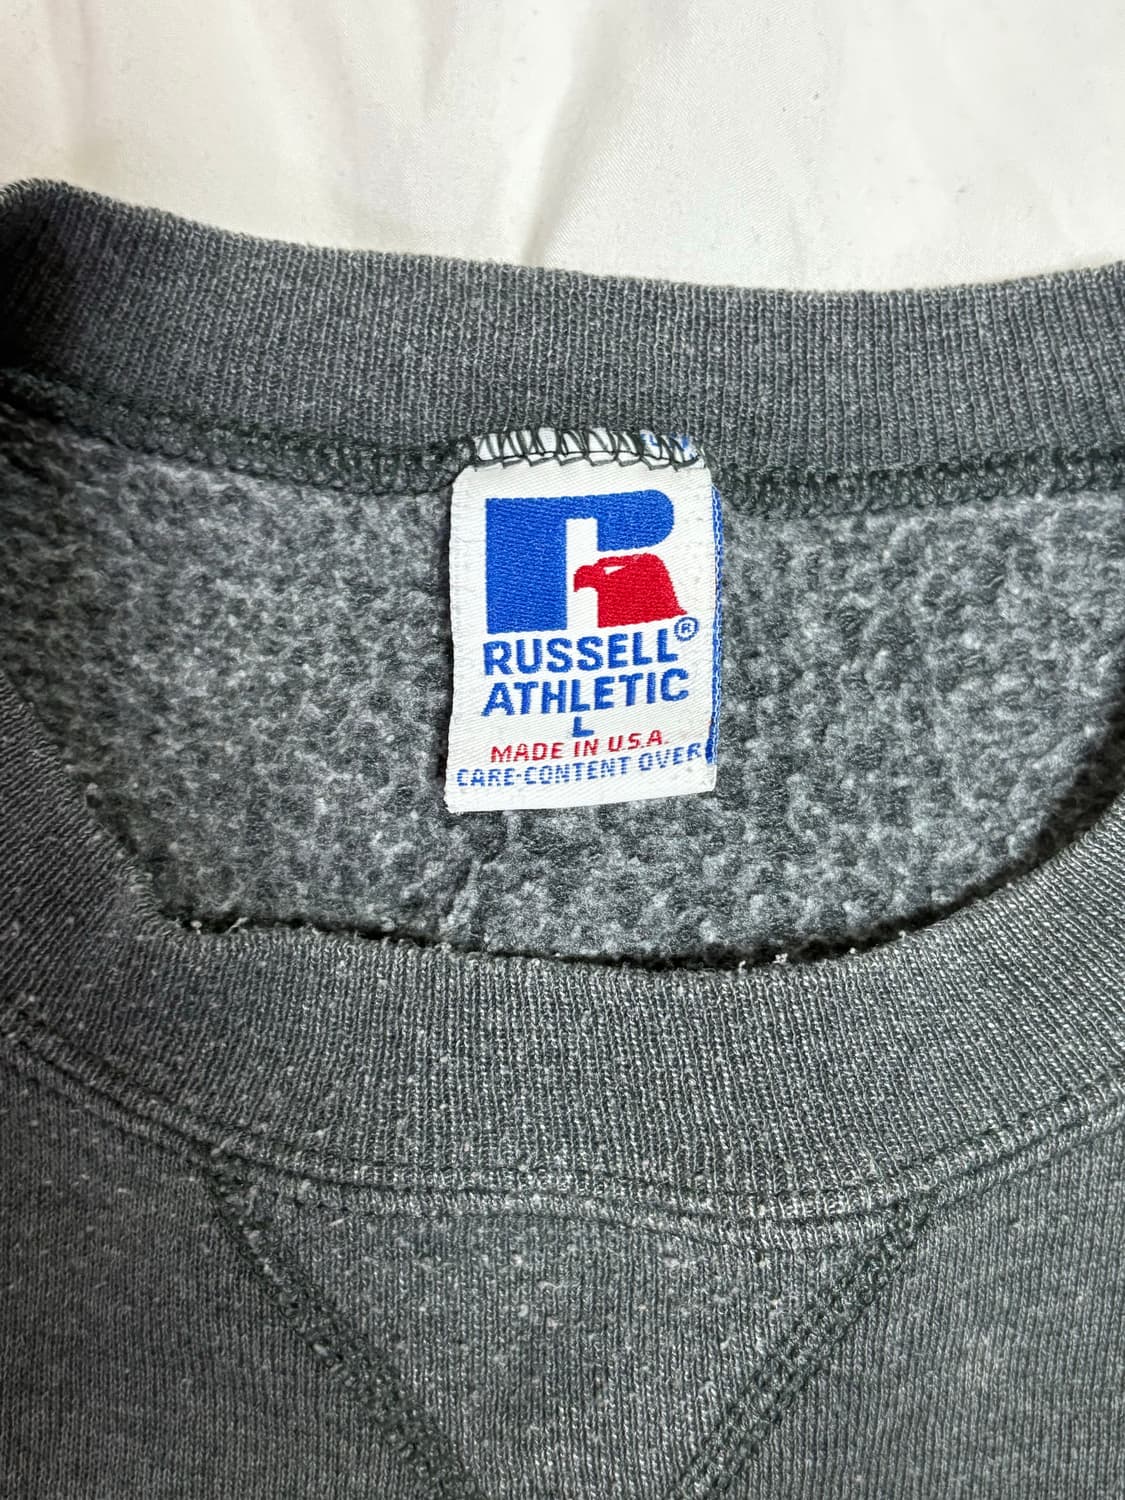 RUSSELL®
ATHLETIC
L
MADE IN U.S.A.
CARE-CONTENT OVER